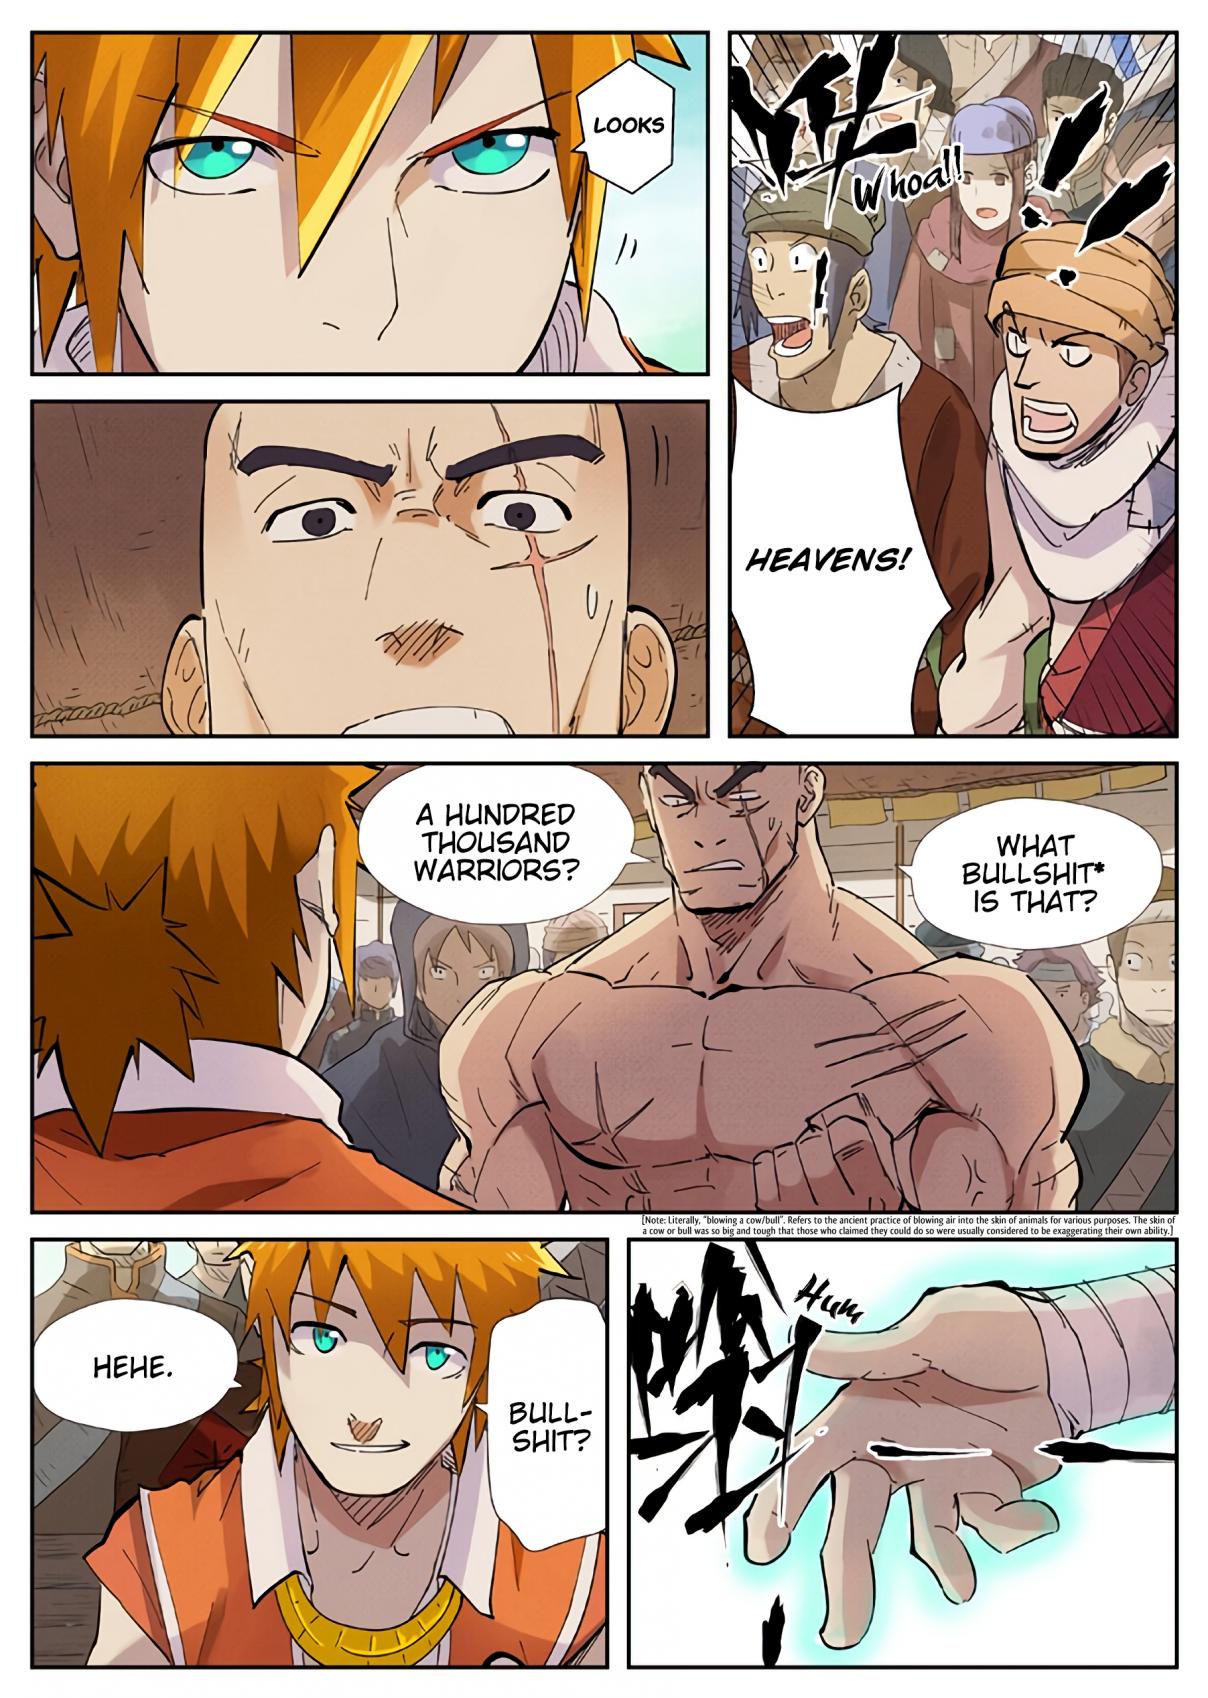 LOOKS
哗
Whoa!!
HEAVENS!
A HUNDRED
THOUSAND
WARRIORS?
WHAT
BULLSHIT*
IS THAT?
[Note: Literally, "blowing a cow/bull". Refers to the ancient practice of blowing air into the skin of animals for various purposes. The skin of
a cow or bull was so big and tough that those who claimed they could do so were usually considered to be exaggerating their own ability.]
HEHE.
BULL-
SHIT?
Hum